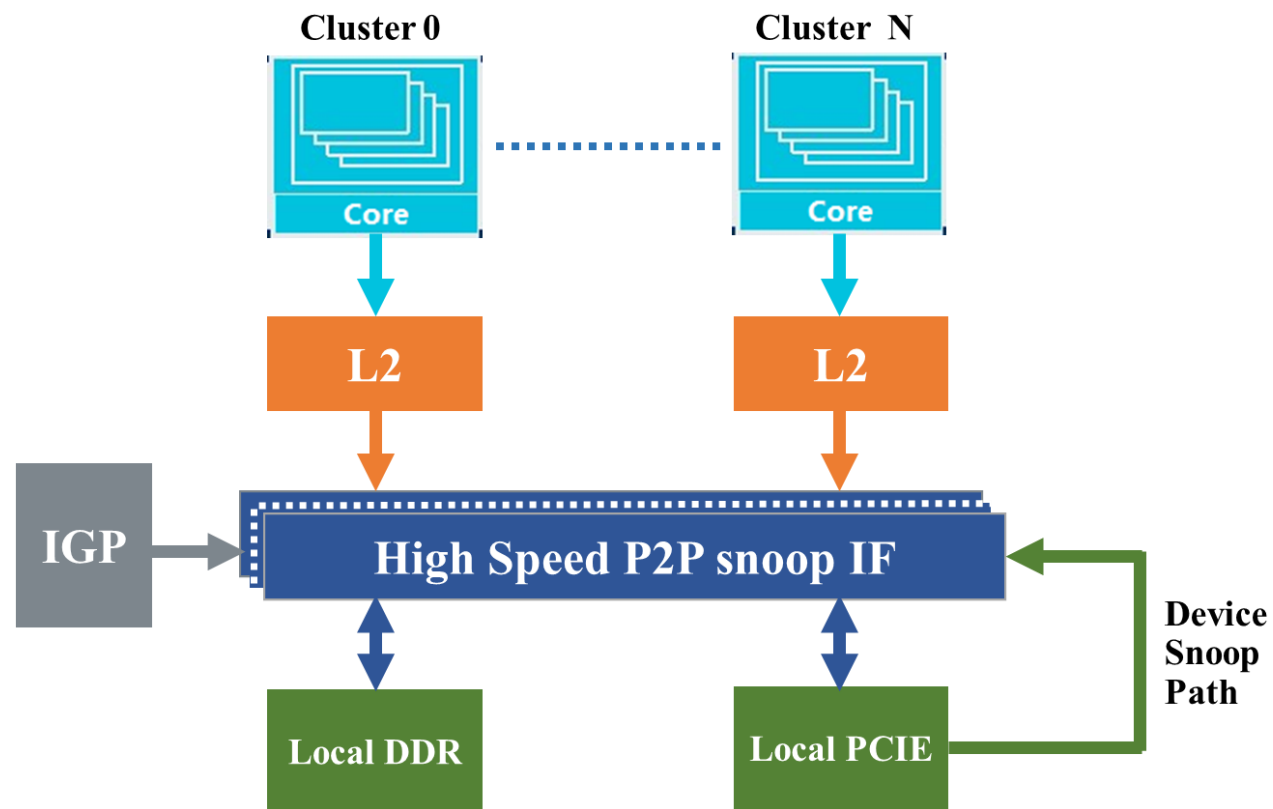 Cluster 0
Cluster N
Core
Core
L2
L2
IGP
High Speed P2P snoop IF
Device
Snoop
Path
Local DDR
Local PCIE